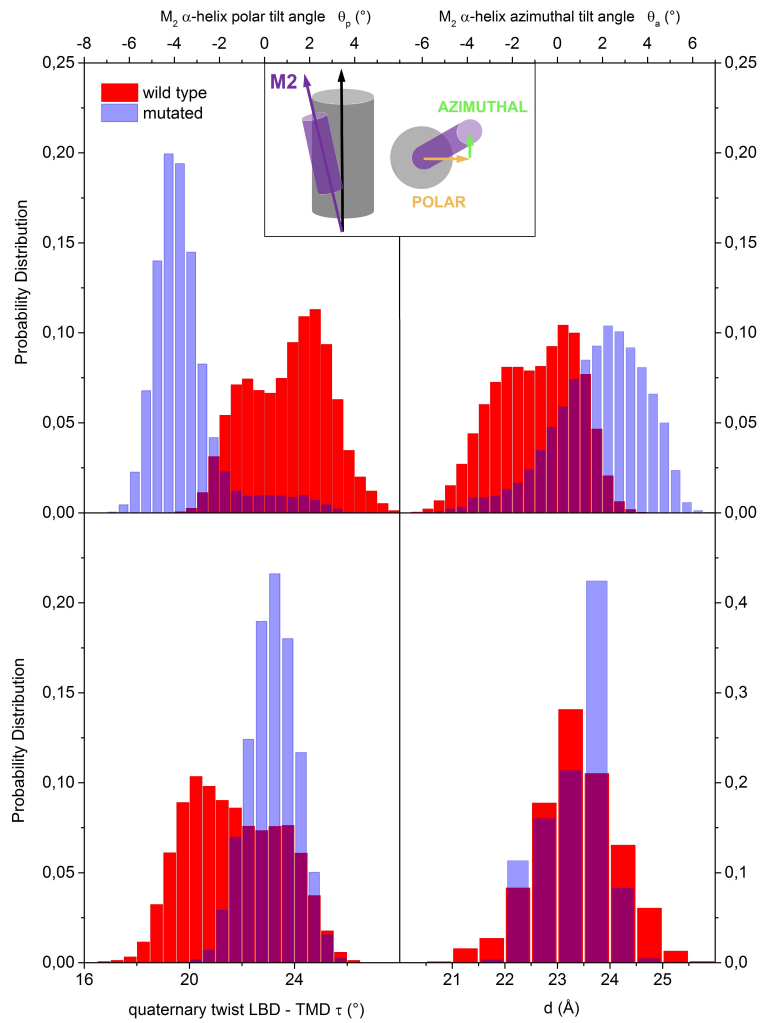 M2 α-helix polar tilt angle θp (°)
M2 α-helix azimuthal tilt angle θa (°)
-8 -6 -4 -2 0 2 4
-6 -4 -2 0 2 4 6
0,25
0,20
0,15
0,10
0,05
0,00
Probability Distribution
wild type
mutated
M2
AZIMUTHAL
POLAR
0,25
0,20
0,15
0,10
0,05
0,00
0,20
0,15
0,10
0,05
0,00
Probability Distribution
0,4
0,3
0,2
0,1
0,0
16 20 24
21 22 23 24 25
quaternary twist LBD - TMD τ (°)
d (Å)